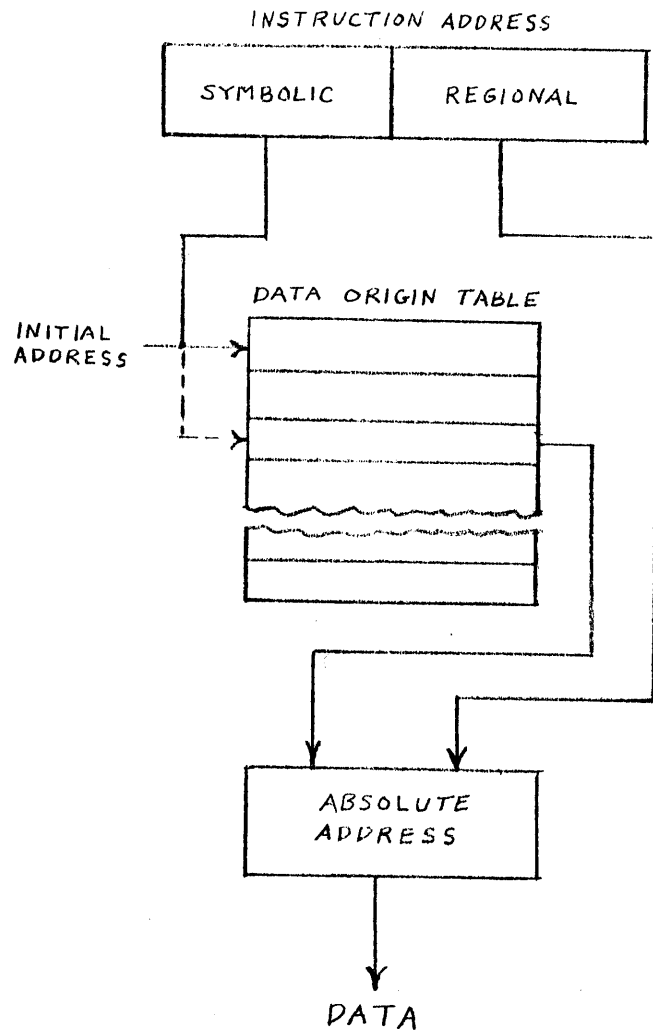 INSTRUCTION ADDRESS
SYMBOLIC
REGIONAL
DATA ORIGIN TABLE
INITIAL
ADDRESS
ABSOLUTE
ADDRESS
DATA